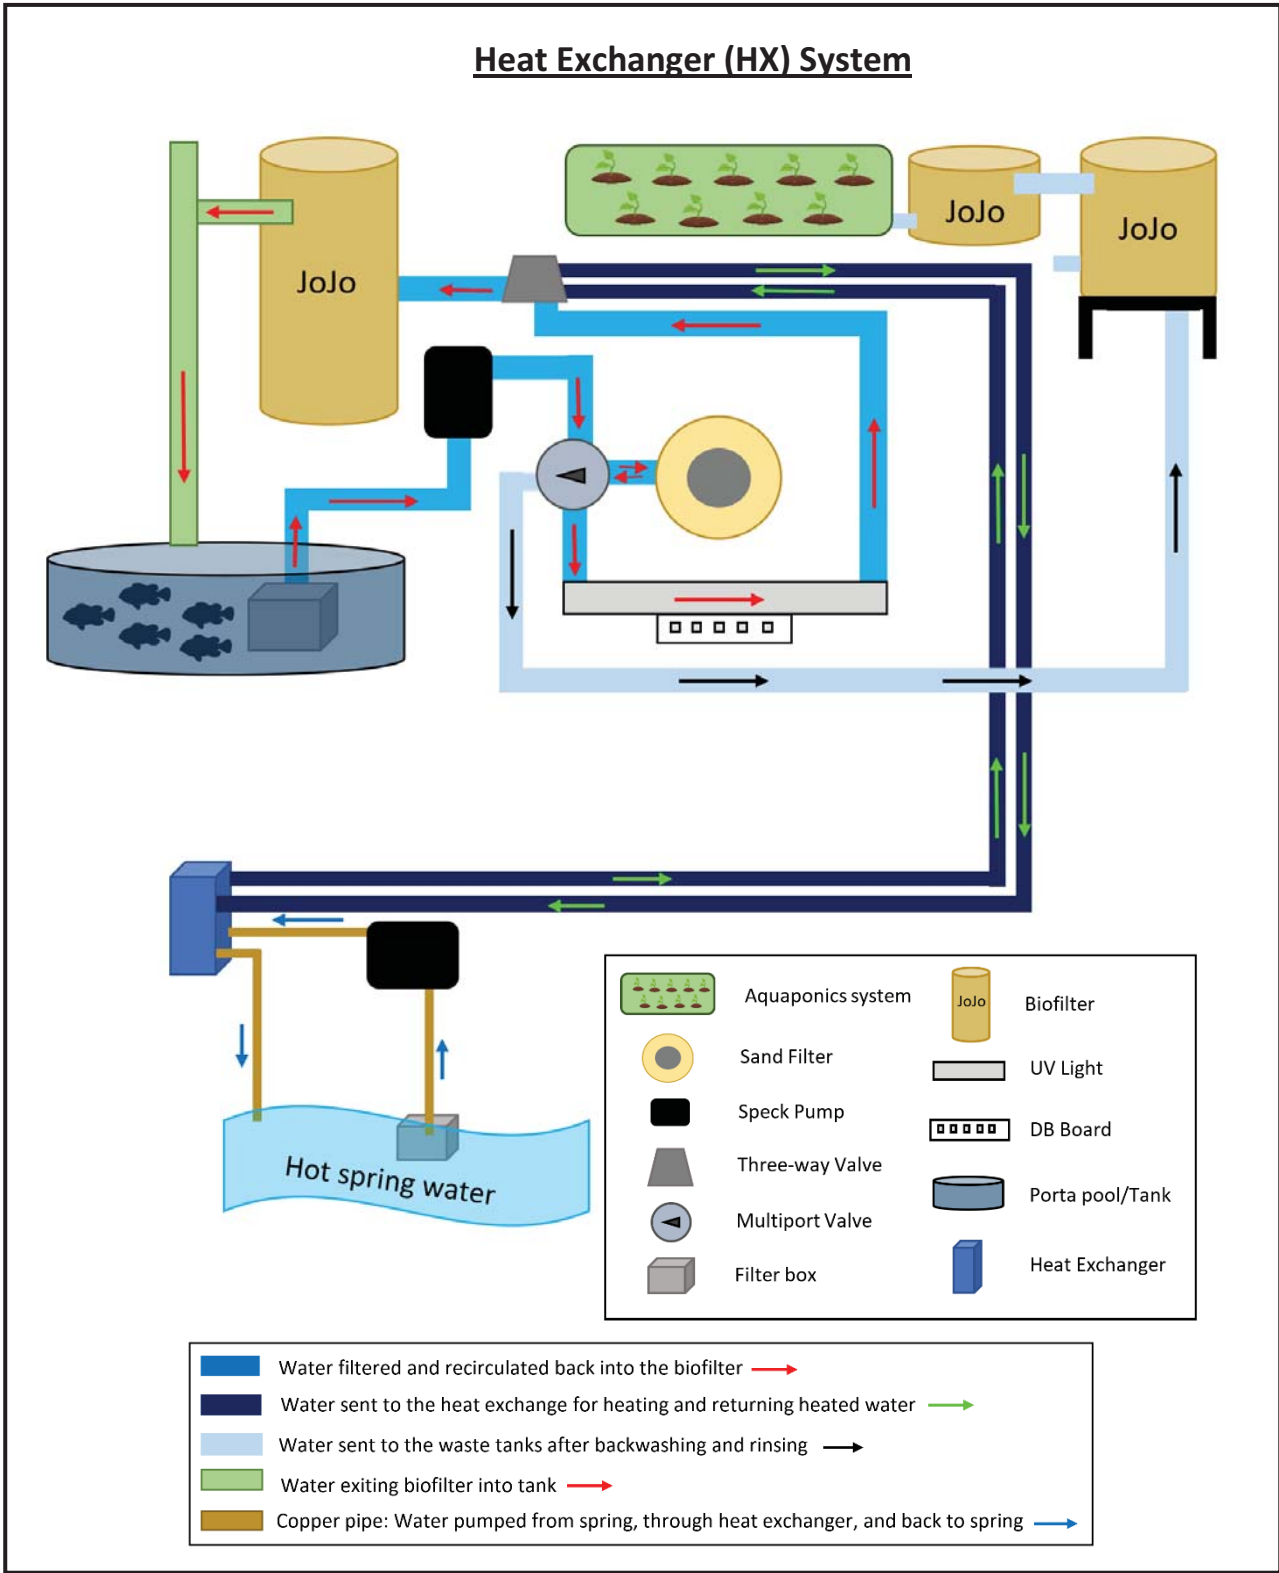 Heat Exchanger (HX) System
JoJo
JoJo
JoJo
Hot spring water
Aquaponics system
Sand Filter
Speck Pump
Three-way Valve
Multiport Valve
Filter box
JoJo
Biofilter
UV Light
DB Board
Porta pool/Tank
Heat Exchanger
Water filtered and recirculated back into the biofilter
Water sent to the heat exchange for heating and returning heated water
Water sent to the waste tanks after backwashing and rinsing
Water exiting biofilter into tank
Copper pipe: Water pumped from spring, through heat exchanger, and back to spring